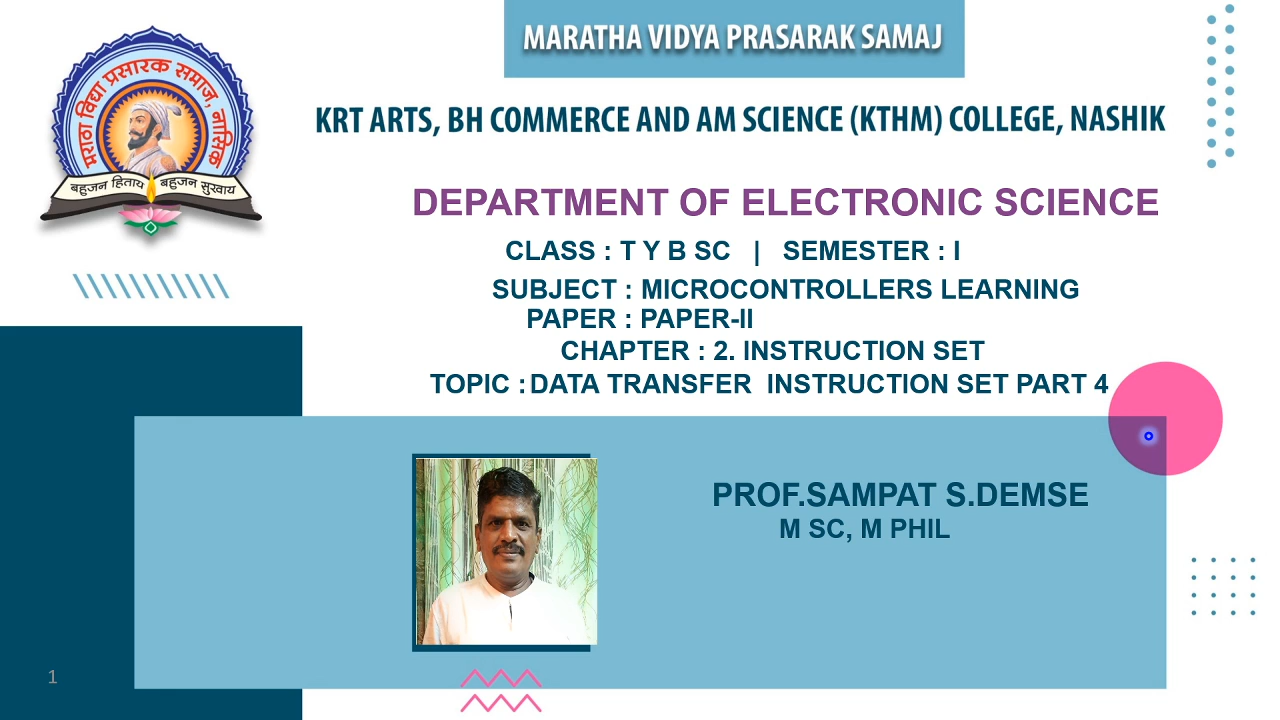 MARATHA VIDYA PRASARAK SAMAJ
मराठा विद्या प्रसारक समाज, नाशिक
बहुजन हिताय बहुजन सुखाय
KRT ARTS, BH COMMERCE AND AM SCIENCE (KTHM) COLLEGE, NASHIK
DEPARTMENT OF ELECTRONIC SCIENCE
CLASS : T Y B SC | SEMESTER : I
SUBJECT : MICROCONTROLLERS LEARNING
PAPER : PAPER-II
CHAPTER : 2. INSTRUCTION SET
TOPIC : DATA TRANSFER INSTRUCTION SET PART 4
PROF.SAMPAT S.DEMSE
M SC, M PHIL
1